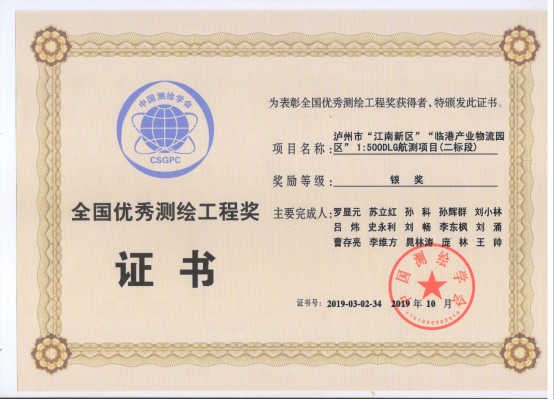 中国测绘学会
CSGPC
全国优秀测绘工程奖
证书
为表彰全国优秀测绘工程奖获得者，特颁发此证书。
项目名称：泸州市“江南新区”“临港产业物流园
区”1:500DLG航测项目(二标段)
奖励等级：银奖
主要完成人：罗显元 苏立红 孙科 孙辉群 刘小林
吕炜 史永利 刘畅 李东枫 刘涌
曹存亮 李维方 晁林涛 庞林 王帅
证书号：2019-03-02-34 2019年10月
中国测绘学会